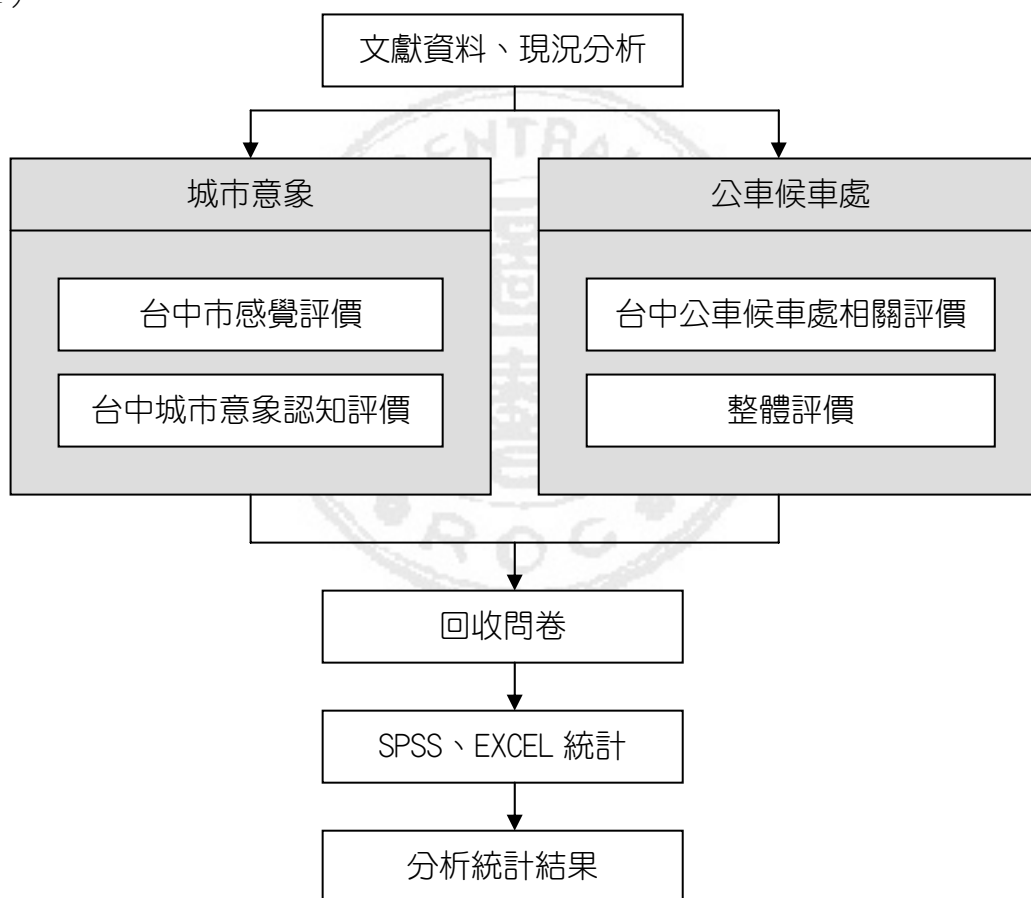 文獻資料、現況分析
城市意象
公車候車處
台中市感覺評價
台中公車候車處相關評價
台中城市意象認知評價
整體評價
回收問卷
SPSS、EXCEL 統計
分析統計結果
ROC